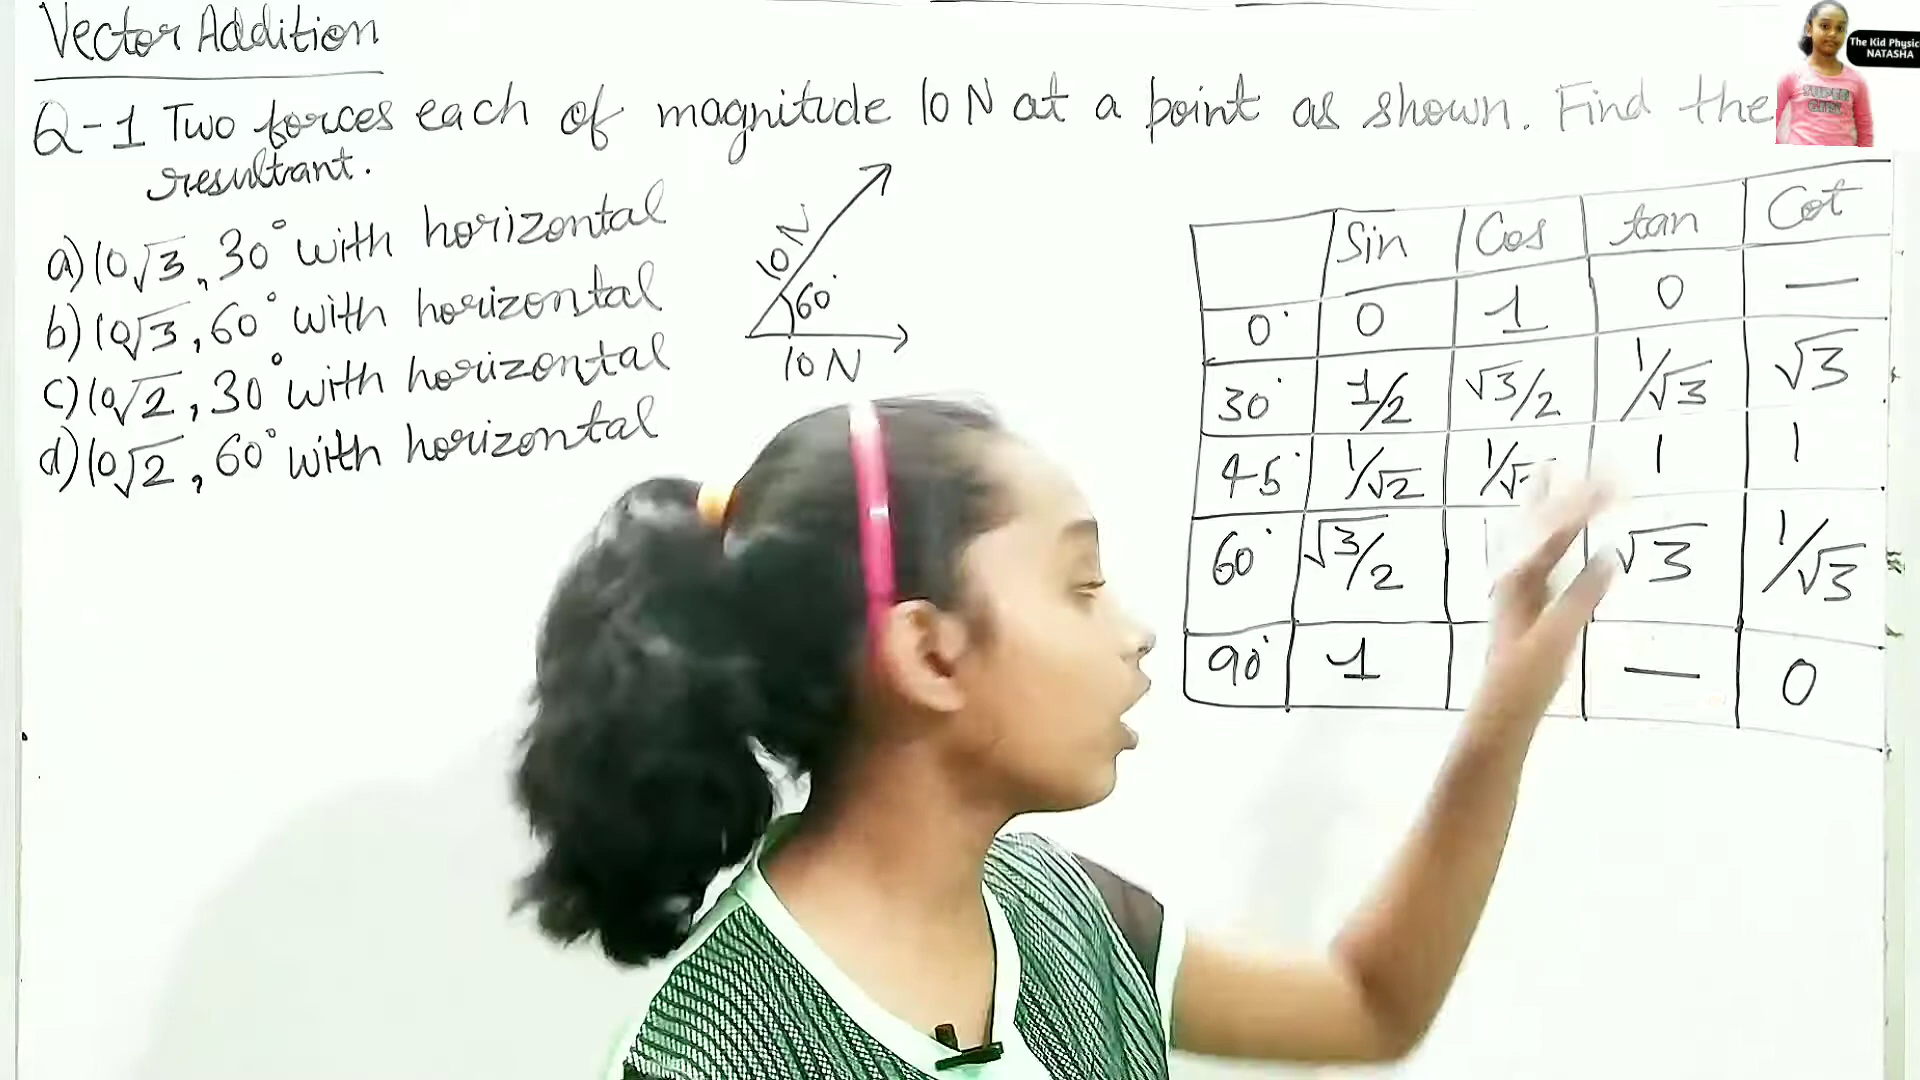 Vector Addition
Q-1 Two forces each of magnitude 10 N at a point as shown. Find the
resultant.
a) 10√3, 30° with horizontal
b) 10√3, 60° with horizontal
c) 10√2, 30° with horizontal
d) 10√2, 60° with horizontal
10 N
60°
10 N
Sin Cos tan Cot
0° 0 1 0 —
30° 1/2 √3/2 1/√3 √3
45° 1/√2 1 1
60° √3/2 √3 1/√3
90° 1 — 0
The Kid Physic
NATASHA
SUPER
GIRL